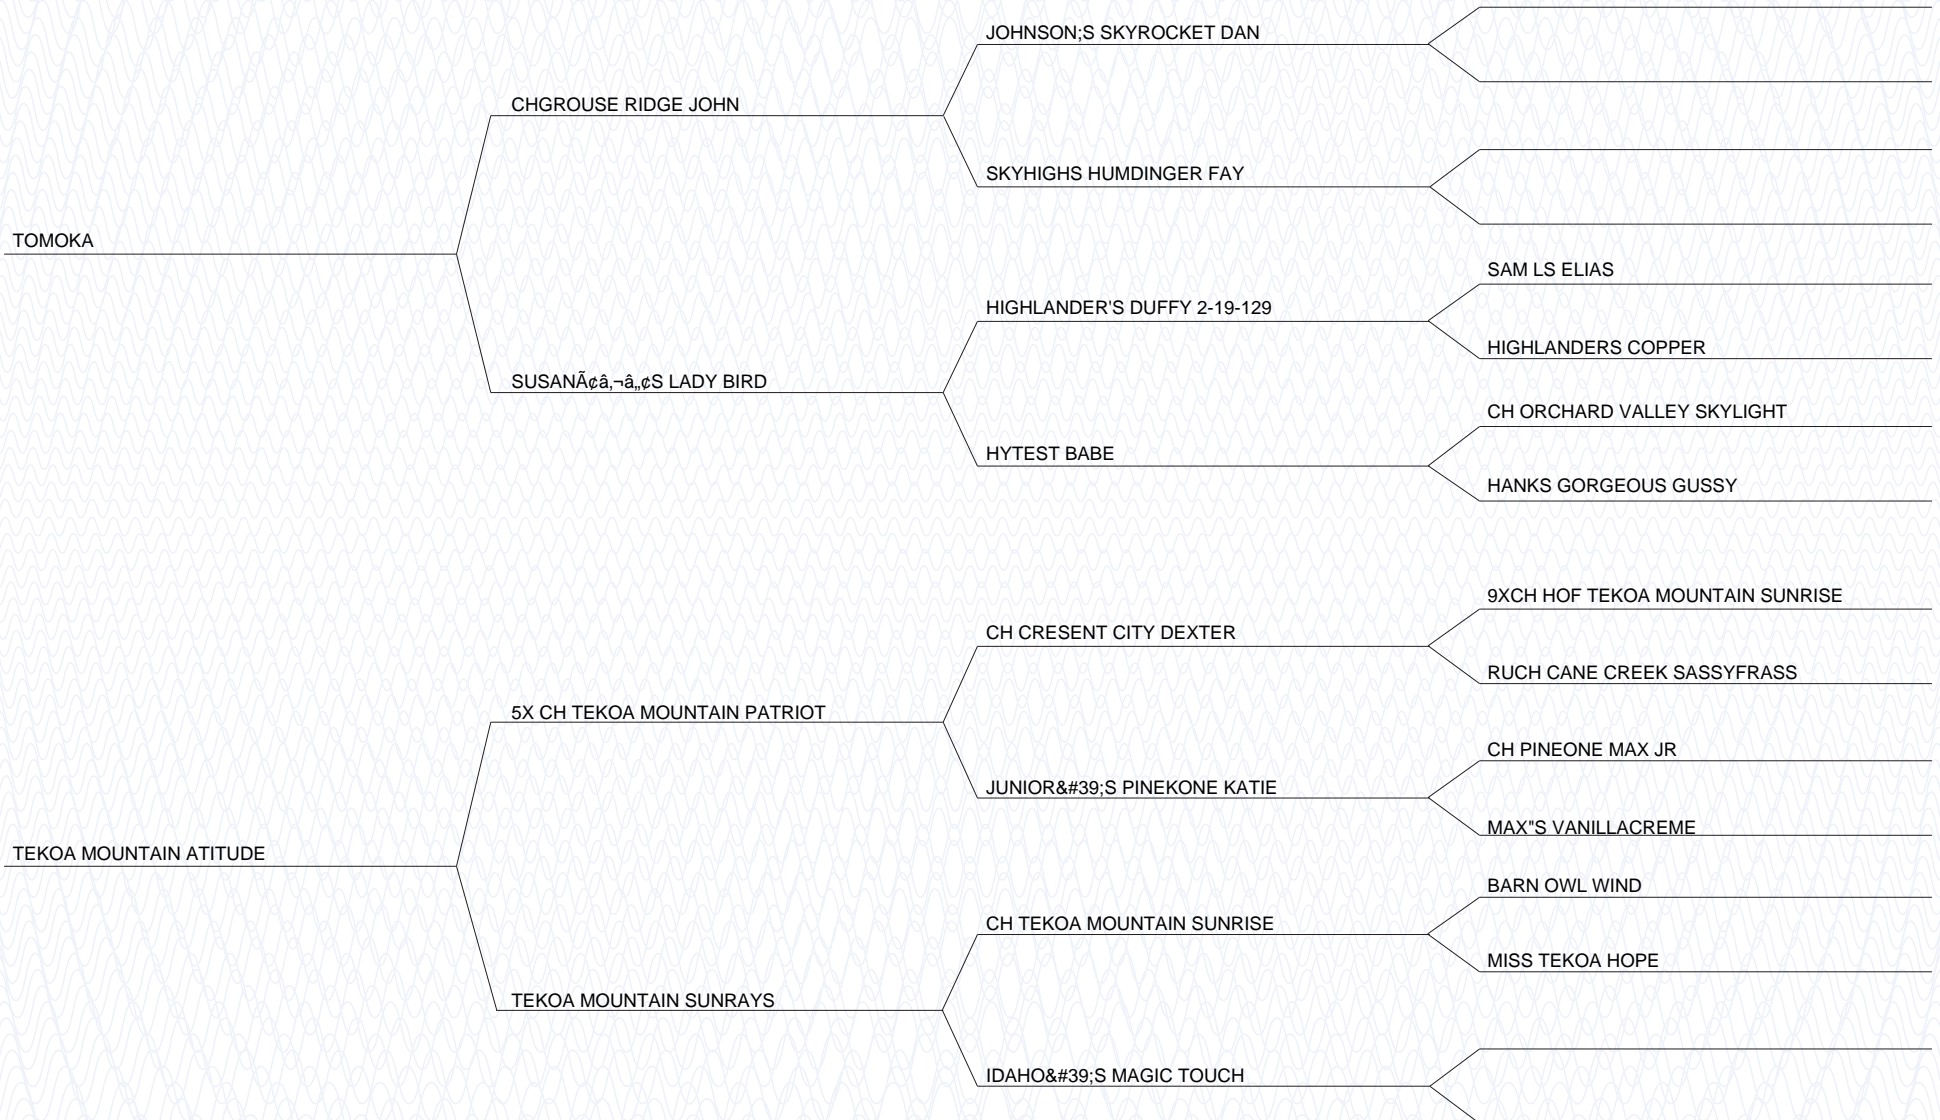 JOHNSON;S SKYROCKET DAN
CHGROUSE RIDGE JOHN
SKYHIGHS HUMDINGER FAY
TOMOKA
SAM LS ELIAS
HIGHLANDER'S DUFFY 2-19-129
HIGHLANDERS COPPER
SUSANÃ¢â‚¬â„¢S LADY BIRD
CH ORCHARD VALLEY SKYLIGHT
HYTEST BABE
HANKS GORGEOUS GUSSY
9XCH HOF TEKOA MOUNTAIN SUNRISE
CH CRESENT CITY DEXTER
RUCH CANE CREEK SASSYFRASS
5X CH TEKOA MOUNTAIN PATRIOT
CH PINEONE MAX JR
JUNIOR&#39;S PINEKONE KATIE
MAX"S VANILLACREME
TEKOA MOUNTAIN ATITUDE
BARN OWL WIND
CH TEKOA MOUNTAIN SUNRISE
MISS TEKOA HOPE
TEKOA MOUNTAIN SUNRAYS
IDAHO&#39;S MAGIC TOUCH